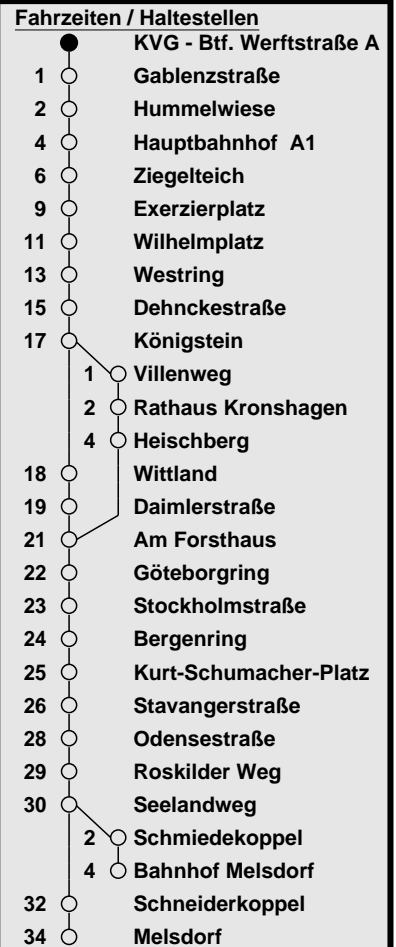 Fahrzeiten / Haltestellen
KVG - Btf. Werftstraße A
1 Gablenzstraße
2 Hummelwiese
4 Hauptbahnhof A1
6 Ziegelteich
9 Exerzierplatz
11 Wilhelmplatz
13 Westring
15 Dehnckestraße
17 Königstein
1 Villenweg
2 Rathaus Kronshagen
4 Heischberg
18 Wittland
19 Daimlerstraße
21 Am Forsthaus
22 Göteborgring
23 Stockholmstraße
24 Bergenring
25 Kurt-Schumacher-Platz
26 Stavangerstraße
28 Odensestraße
29 Roskilder Weg
30 Seelandweg
2 Schmiedekoppel
4 Bahnhof Melsdorf
32 Schneiderkoppel
34 Melsdorf